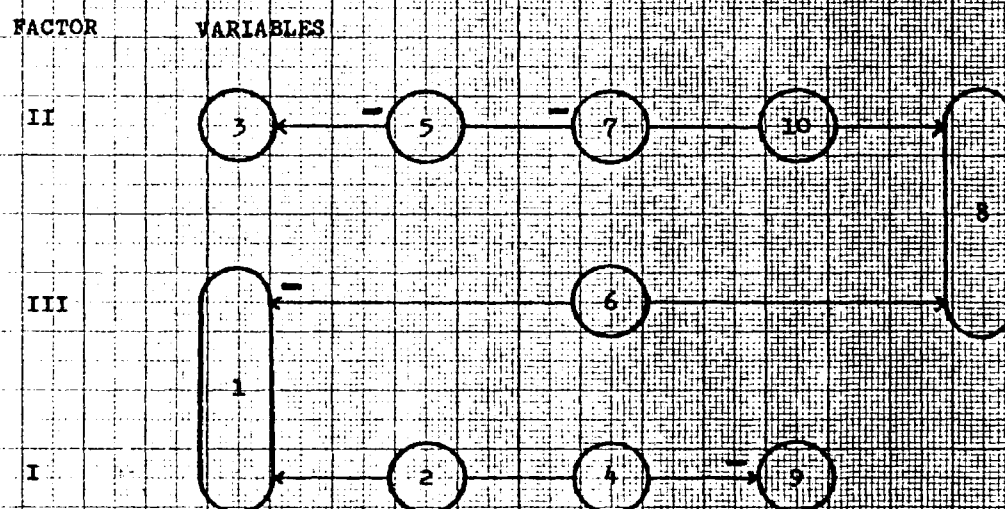 FACTOR VARIABLES
II 3 - 5 - 7 10
8
III - 6
1
I 2 4 - 9